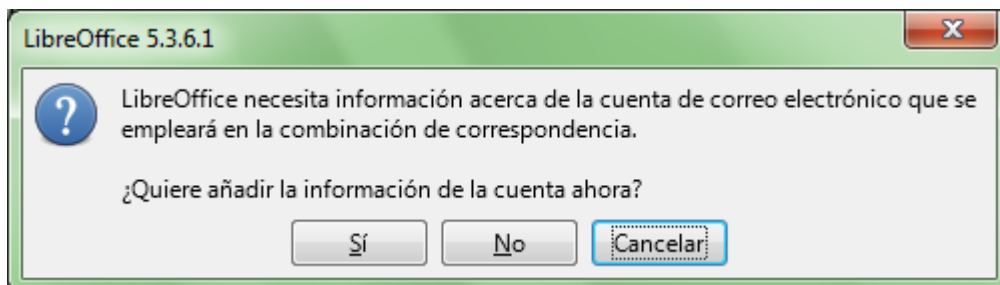 LibreOffice 5.3.6.1
LibreOffice necesita información acerca de la cuenta de correo electrónico que se
empleará en la combinación de correspondencia.
¿Quiere añadir la información de la cuenta ahora?
Sí No Cancelar